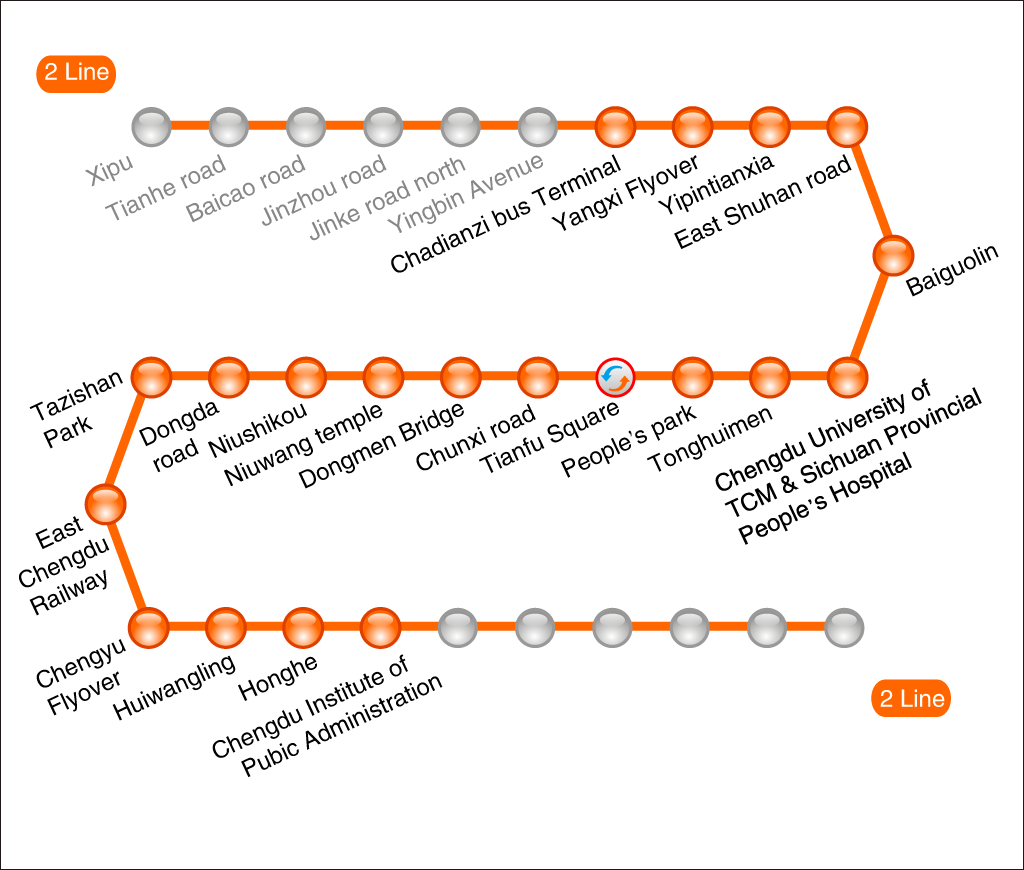 2 Line
Xipu
Tianhe road
Baicao road
Jinzhou road
Jinke road north
Yingbin Avenue
Chadianzi bus Terminal
Yangxi Flyover
Yipintianxia
East Shuhan road
Baiguolin
Tazishan
Park
Dongda
road
Niushikou
Niuwang temple
Dongmen Bridge
Chunxi road
Tianfu Square
People's park
Tonghuimen
Chengdu University of
TCM & Sichuan Provincial
People's Hospital
East
Chengdu
Railway
Chengyu
Flyover
Huiwangling
Honghe
Chengdu Institute of
Pubic Administration
2 Line